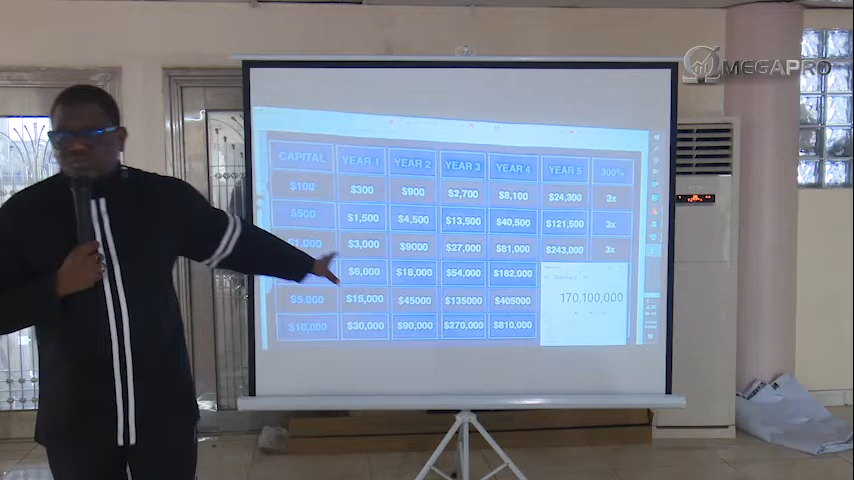 MEGAPRO
CAPITAL YEAR 1 YEAR 2 YEAR 3 YEAR 4 YEAR 5 300%
$100 $300 $900 $2,700 $8,100 $24,300 3x
$500 $1,500 $4,500 $13,500 $40,500 $121,500 3x
$1,000 $3,000 $9000 $27,000 $81,000 $243,000 3x
$6,000 $18,000 $54,000 $162,000
170,100,000
$5,000 $15,000 $45000 $135000 $405000
$10,000 $30,000 $90,000 $270,000 $810,000